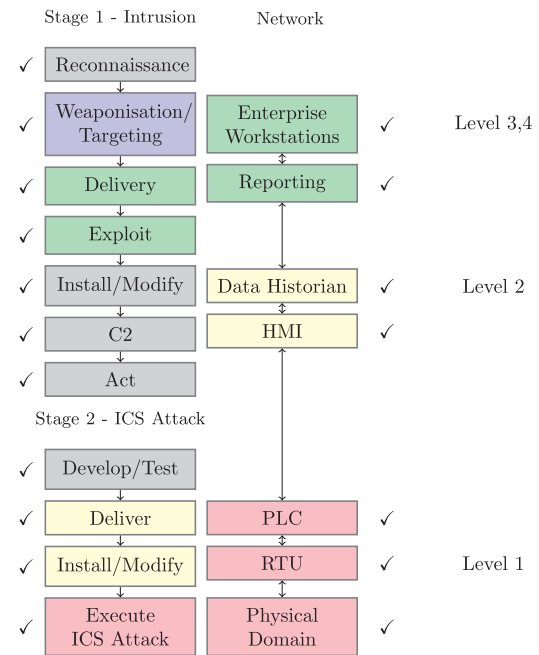 Stage 1 - Intrusion
Network
✓ Reconnaissance
✓ Weaponisation/
Targeting
Enterprise
Workstations ✓
Level 3,4
✓ Delivery
Reporting ✓
✓ Exploit
✓ Install/Modify
Data Historian ✓
Level 2
✓ C2
HMI ✓
✓ Act
Stage 2 - ICS Attack
✓ Develop/Test
✓ Deliver
PLC ✓
✓ Install/Modify
RTU ✓
Level 1
✓ Execute
ICS Attack
Physical
Domain ✓